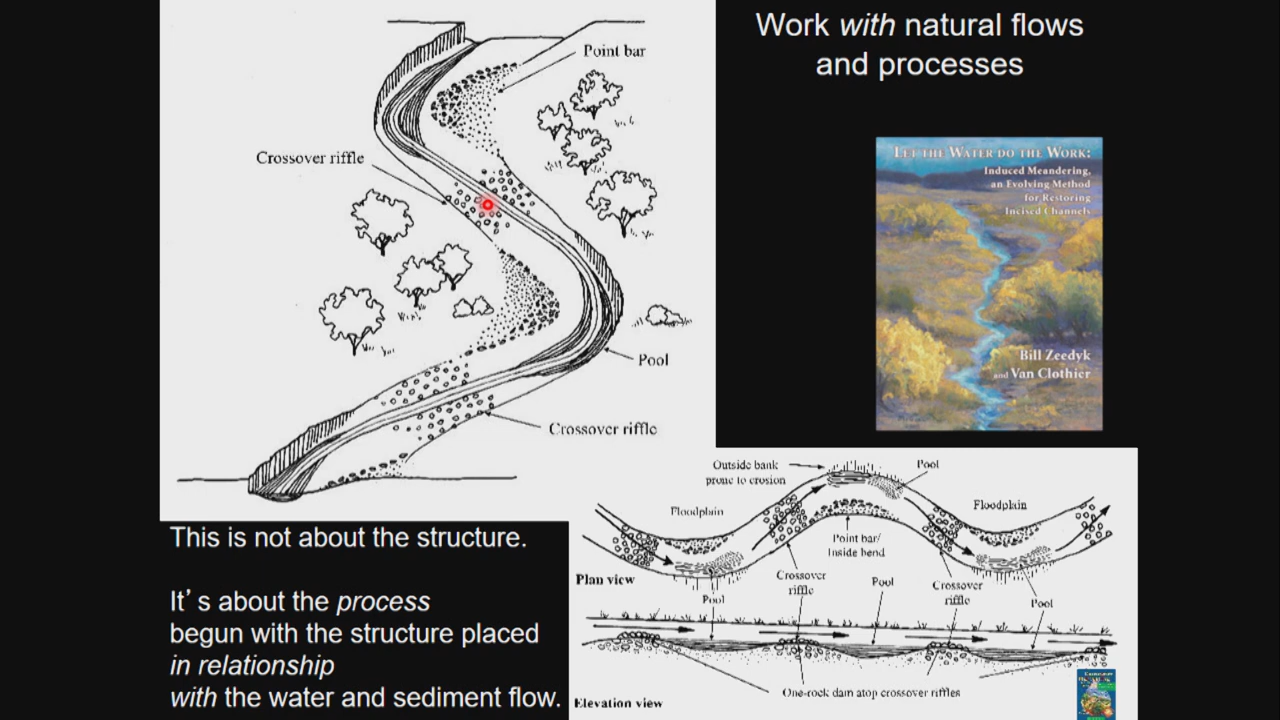 Work with natural flows
and processes
Point bar
Crossover riffle
Pool
Crossover riffle
LET THE WATER DO THE WORK:
Induced Meandering,
an Evolving Method
for Restoring
Incised Channels
Bill Zeedyk
and Van Clothier
This is not about the structure.
It's about the process
begun with the structure placed
in relationship
with the water and sediment flow.
Outside bank
prone to erosion
Pool
Floodplain
Floodplain
Point bar/
Inside bend
Plan view
Crossover
riffle
Pool
Crossover
riffle
Pool
Pool
One-rock dam atop crossover riffles
Elevation view